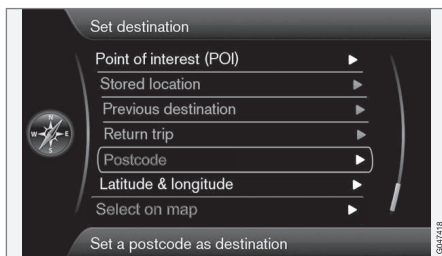 Set destination
Point of interest (POI)
Stored location
Previous destination
Return trip
Postcode
Latitude & longitude
Select on map
Set a postcode as destination
N
W
E
S
G047418